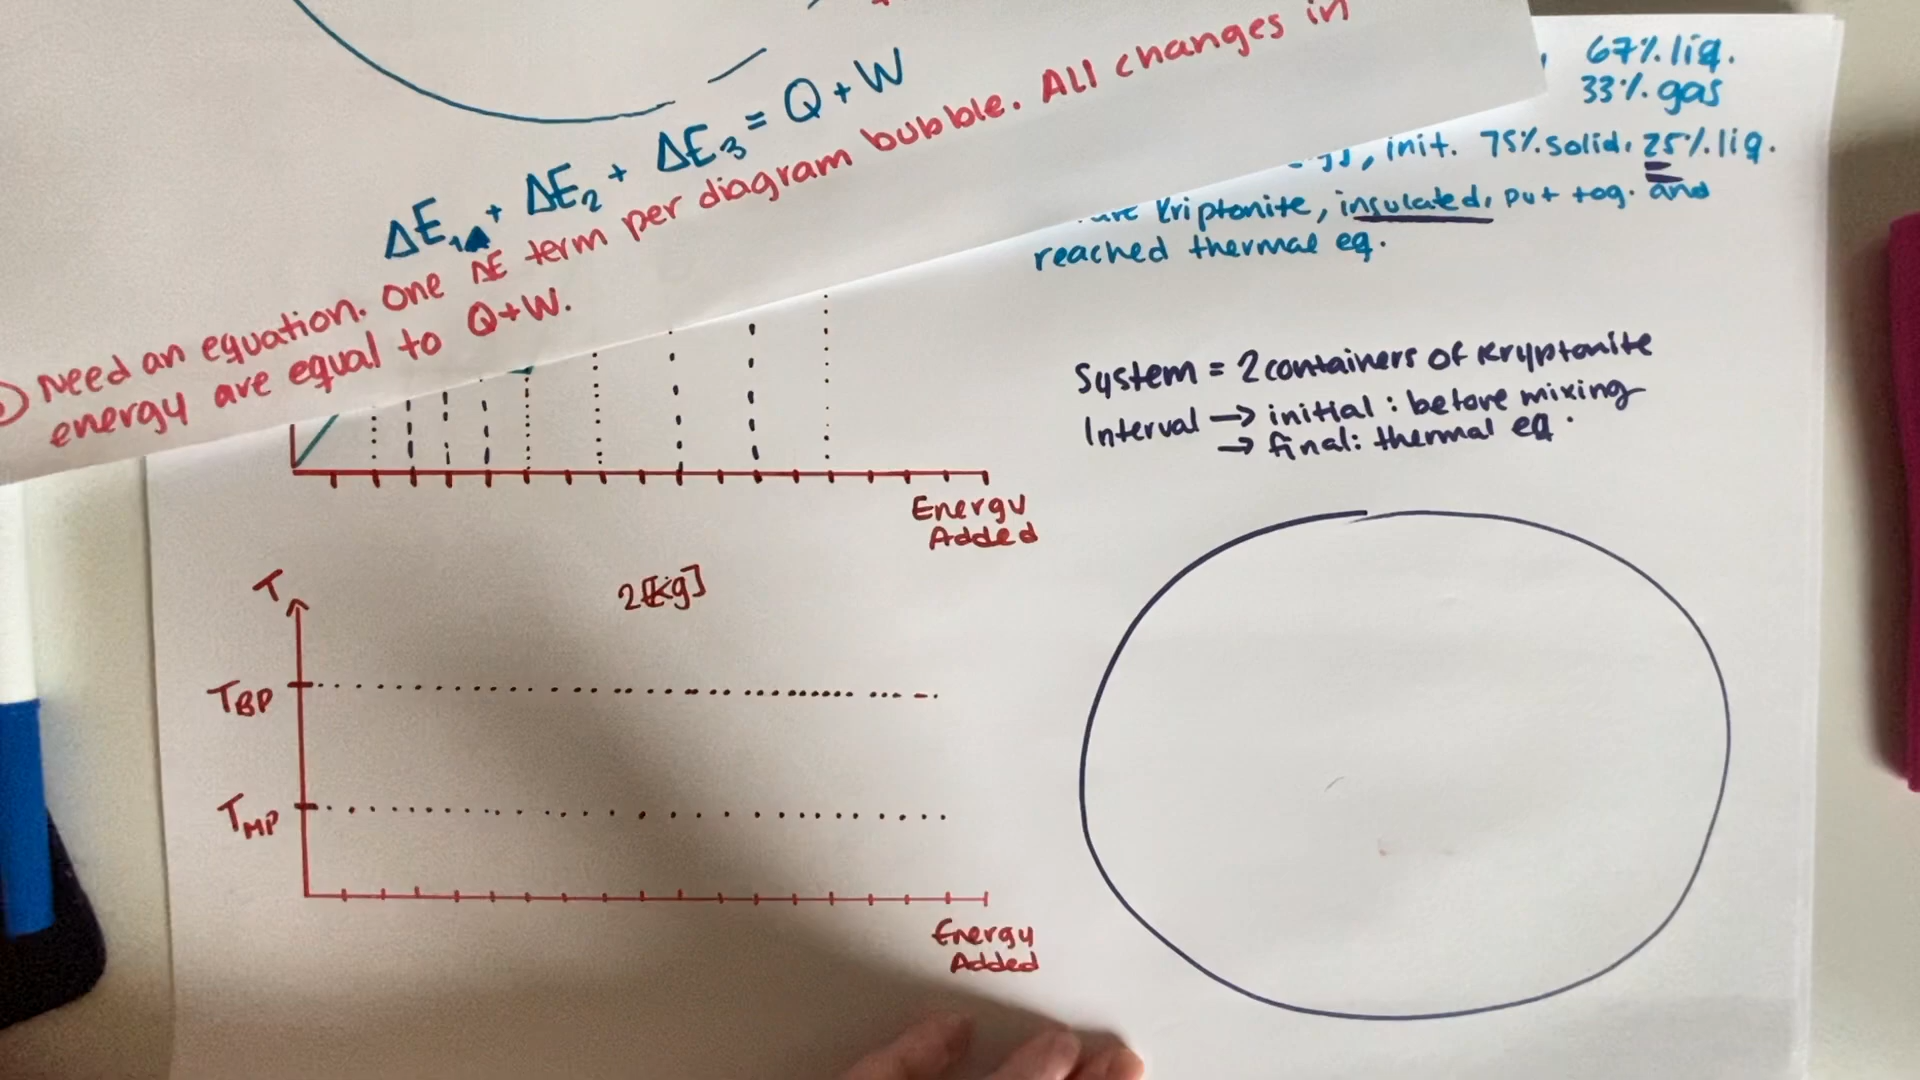 ΔE₁ + ΔE₂ + ΔE₃ = Q + W
Need an equation. One ΔE term per diagram bubble. All changes in
energy are equal to Q+W.
67% liq.
33% gas
, init. 75% solid, 25% liq.
Kriptonite, insulated, put tog. and
reached thermal eq.
System = 2 containers of Kryptonite
Interval → initial: before mixing
→ final: thermal eq.
Energy
Added
T
2[kg]
TBP
TMP
Energy
Added